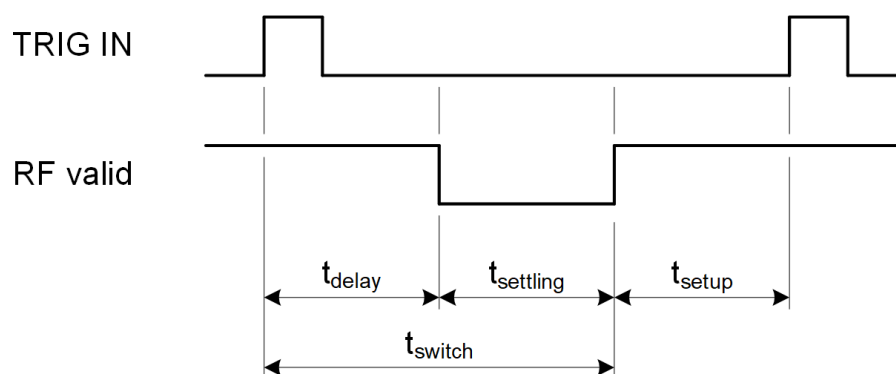 TRIG IN
RF valid
tdelay
tsettling
tsetup
tswitch